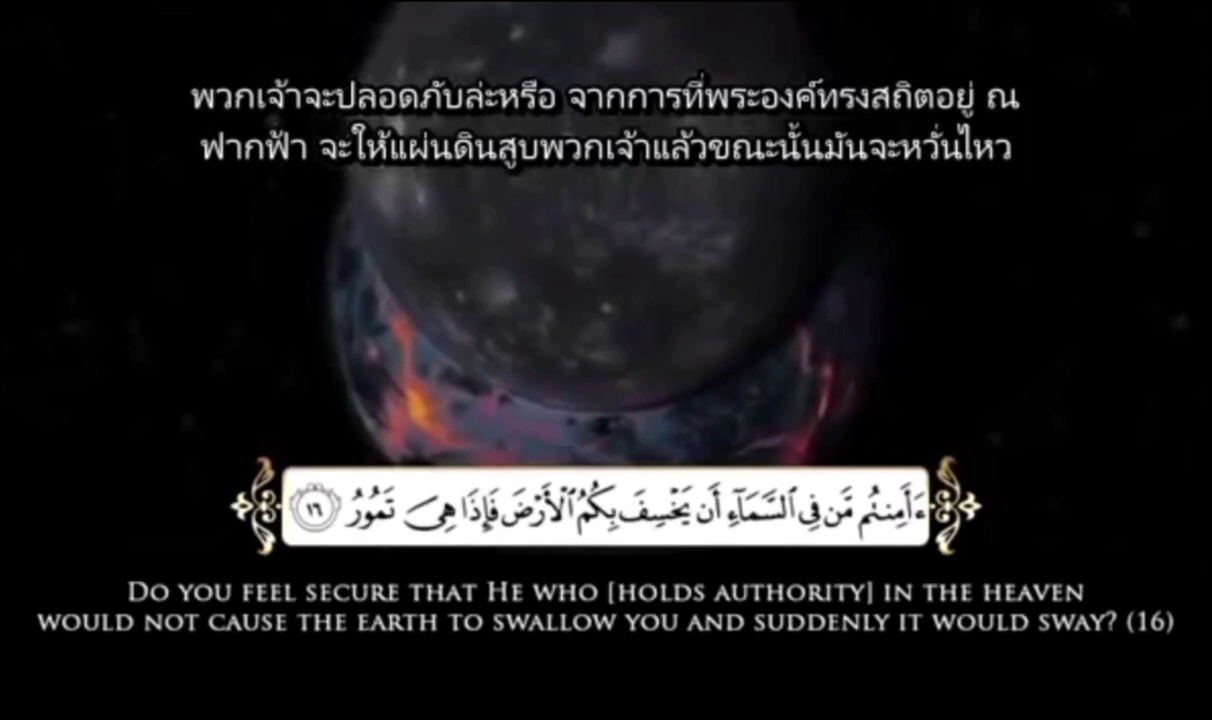 พวกเจ้าจะปลอดภับล่ะหรือ จากการที่พระองค์ทรงสถิตอยู่ ณ
ฟากฟ้า จะให้แผ่นดินสูบพวกเจ้าแล้วขณะนั้นมันจะหวั่นไหว
ءَأَمِنتُم مَّن فِي ٱلسَّمَآءِ أَن يَخْسِفَ بِكُمُ ٱلْأَرْضَ فَإِذَا هِيَ تَمُورُ ١٦
DO YOU FEEL SECURE THAT HE WHO [HOLDS AUTHORITY] IN THE HEAVEN
WOULD NOT CAUSE THE EARTH TO SWALLOW YOU AND SUDDENLY IT WOULD SWAY? (16)